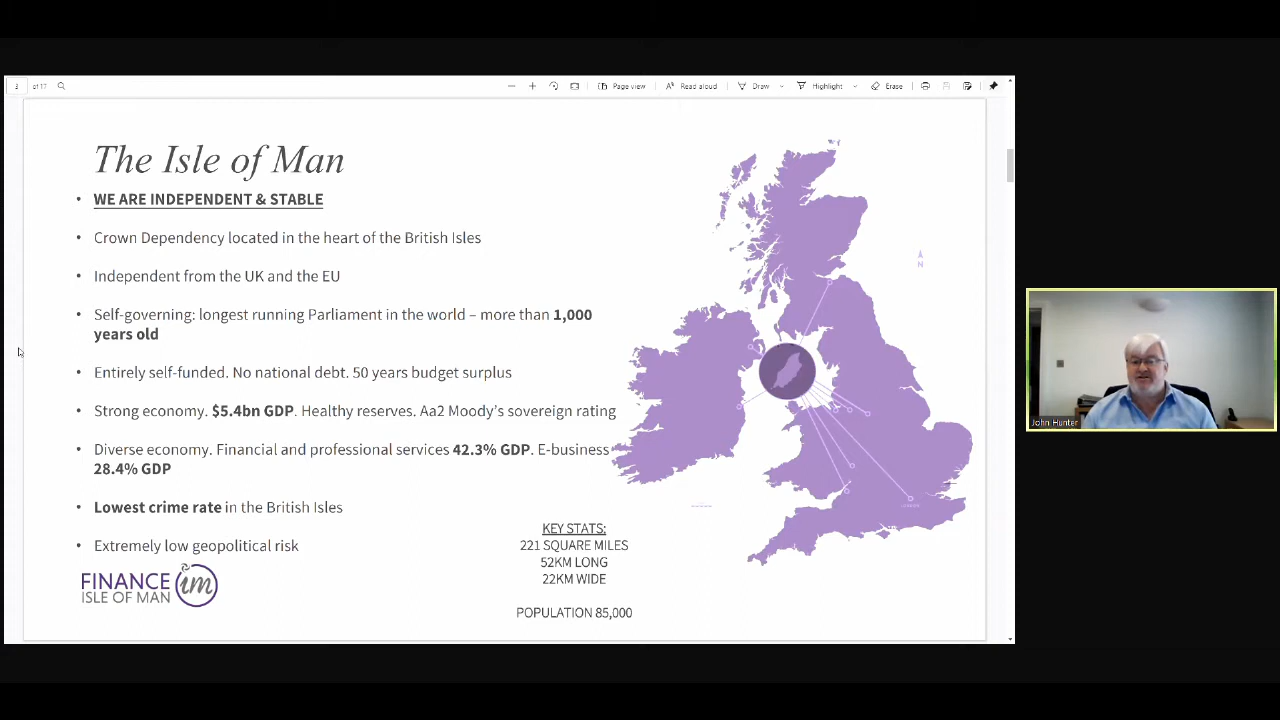 3 of 17
Page view
Read aloud
Draw
Highlight
Erase
The Isle of Man
• WE ARE INDEPENDENT & STABLE
• Crown Dependency located in the heart of the British Isles
• Independent from the UK and the EU
• Self-governing: longest running Parliament in the world – more than 1,000
years old
• Entirely self-funded. No national debt. 50 years budget surplus
• Strong economy. $5.4bn GDP. Healthy reserves. Aa2 Moody's sovereign rating
• Diverse economy. Financial and professional services 42.3% GDP. E-business
28.4% GDP
• Lowest crime rate in the British Isles
• Extremely low geopolitical risk
KEY STATS:
221 SQUARE MILES
52KM LONG
22KM WIDE
POPULATION 85,000
FINANCE
ISLE OF MAN
im
N
John Hunter